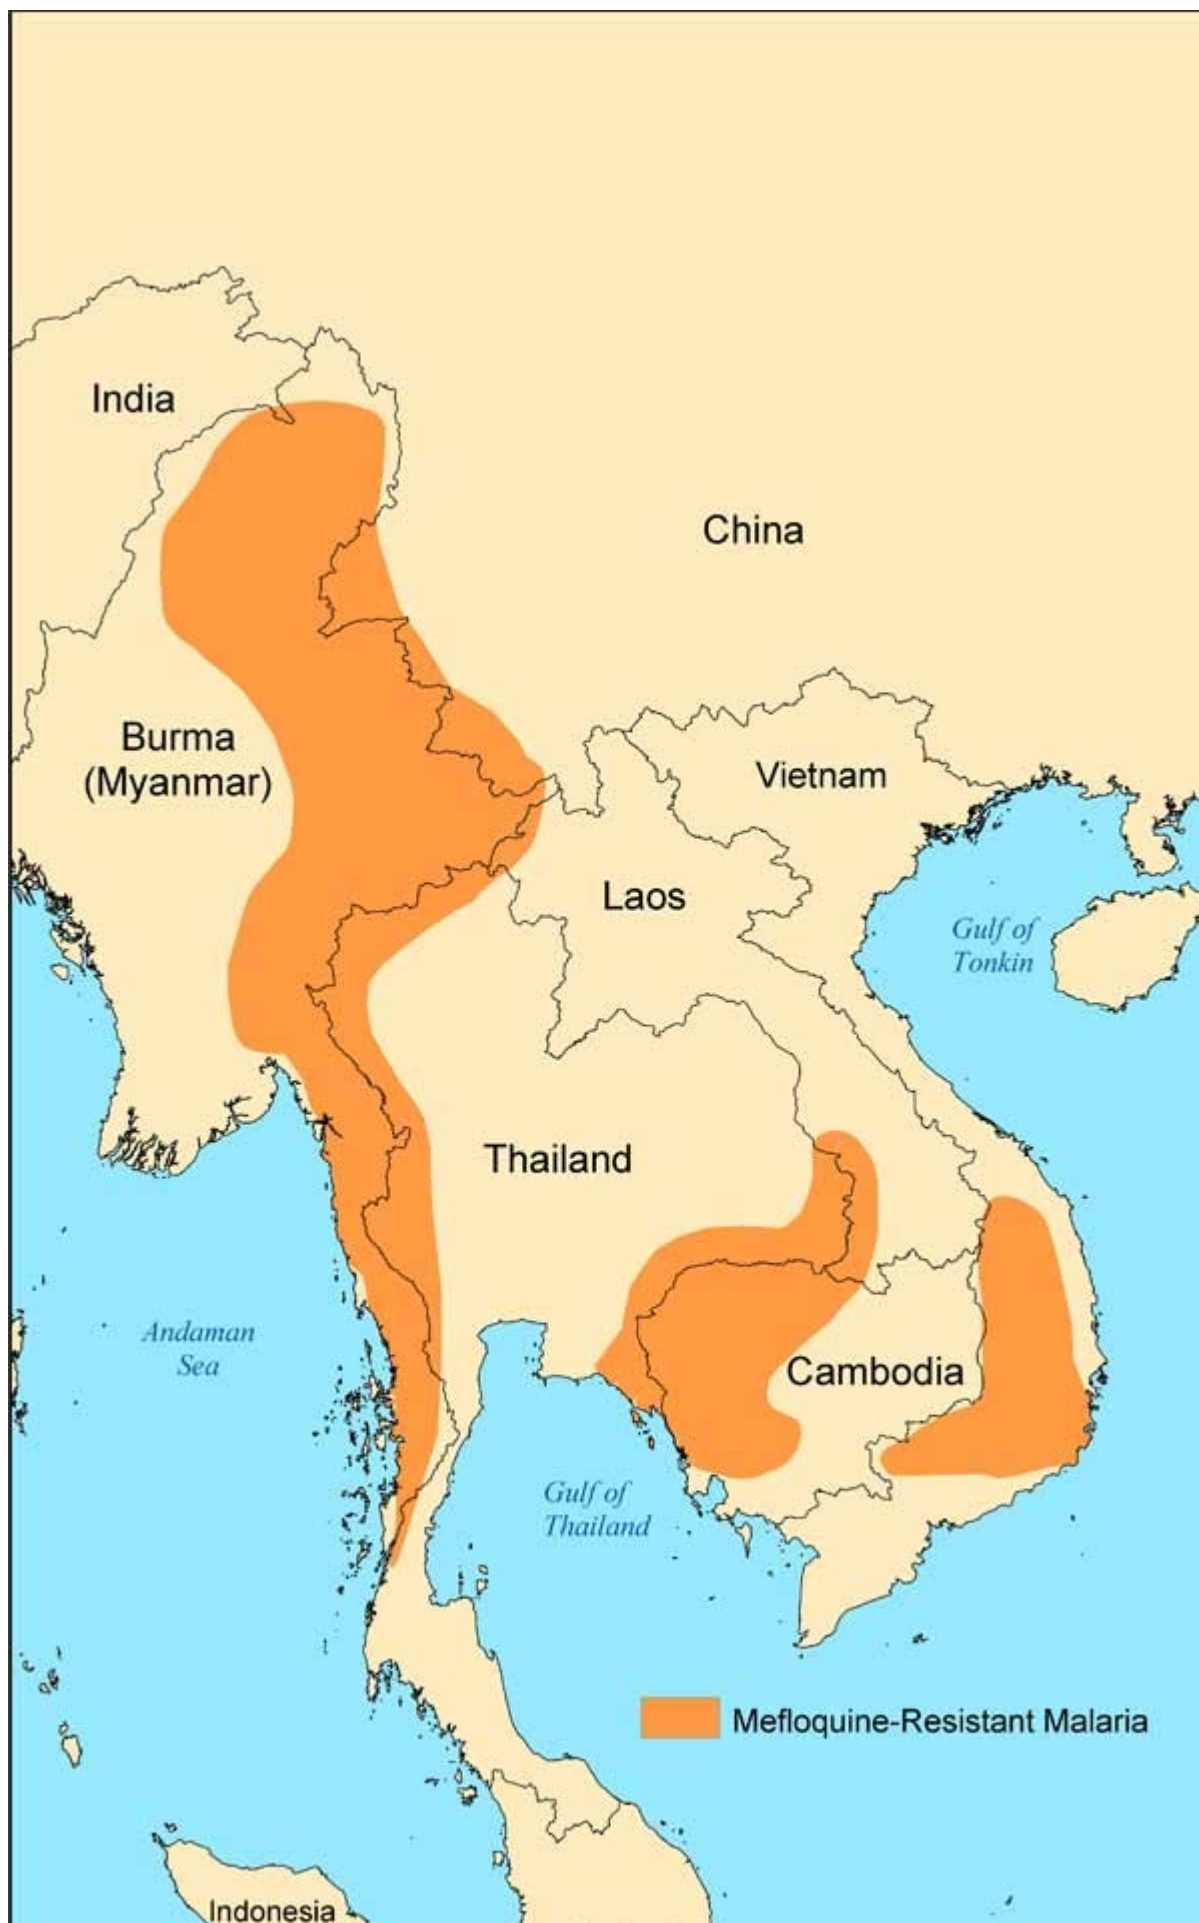 India
China
Burma
(Myanmar)
Vietnam
Laos
Gulf of
Tonkin
Thailand
Andaman
Sea
Cambodia
Gulf of
Thailand
Mefloquine-Resistant Malaria
Indonesia